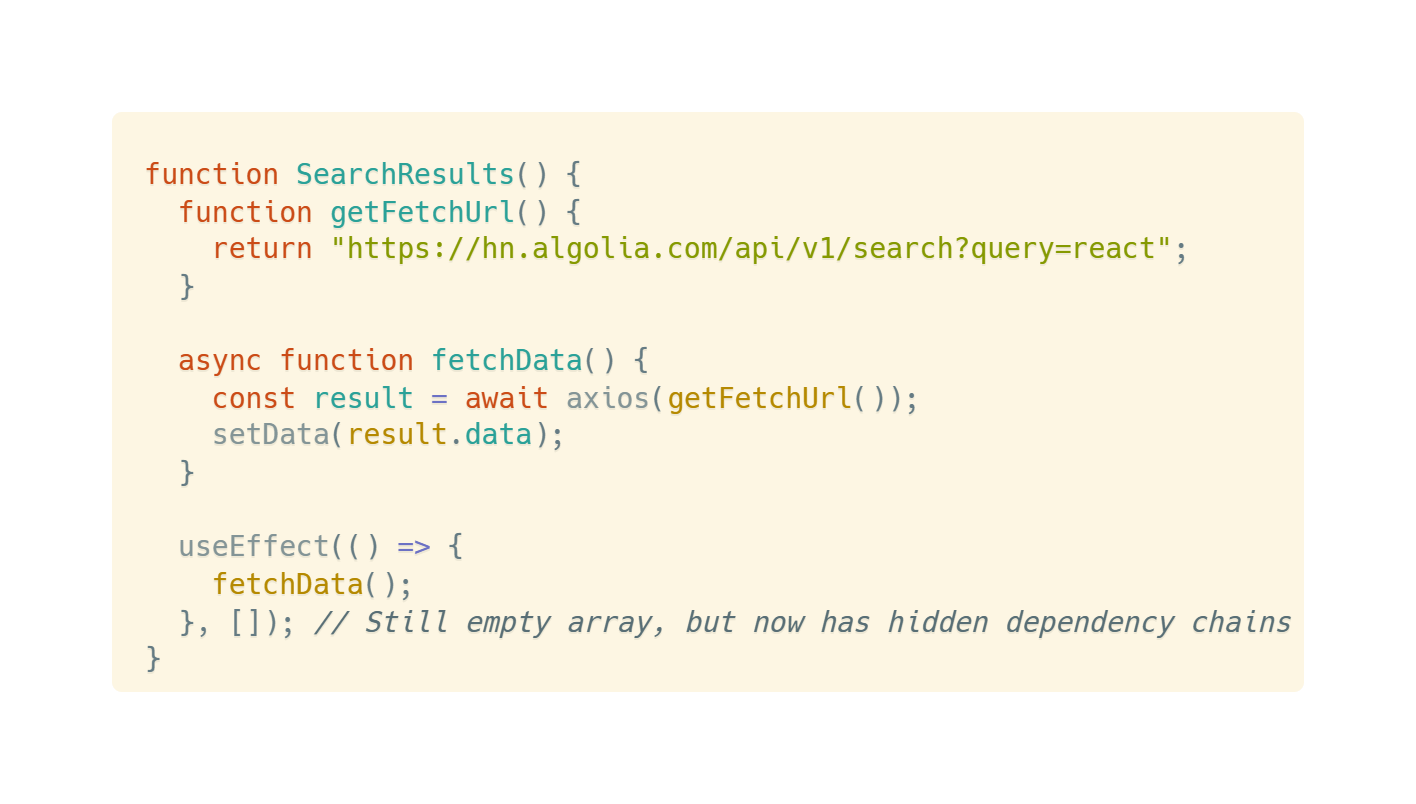 function SearchResults() {
  function getFetchUrl() {
    return "https://hn.algolia.com/api/v1/search?query=react";
  }

  async function fetchData() {
    const result = await axios(getFetchUrl());
    setData(result.data);
  }

  useEffect(() => {
    fetchData();
  }, []); // Still empty array, but now has hidden dependency chains
}